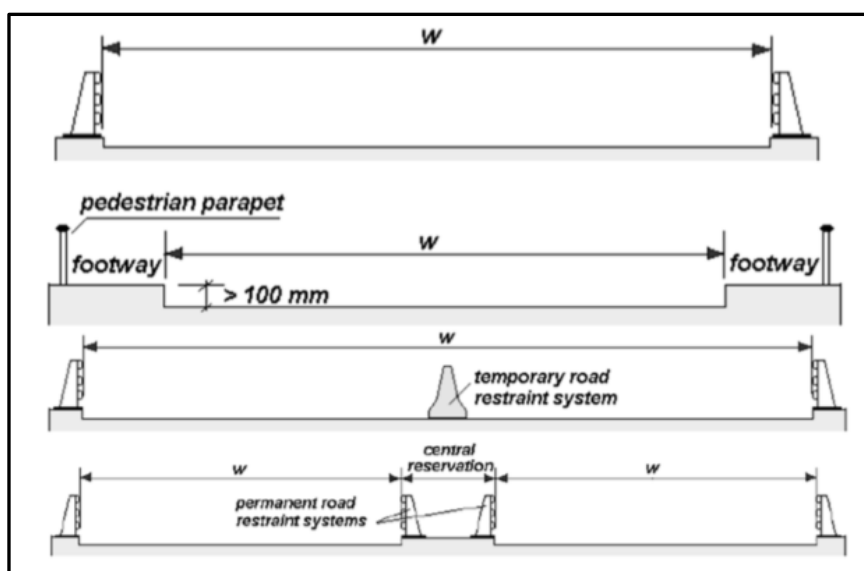 w
pedestrian parapet
w
footway
footway
> 100 mm
w
temporary road
restraint system
central
reservation
w
w
permanent road
restraint systems